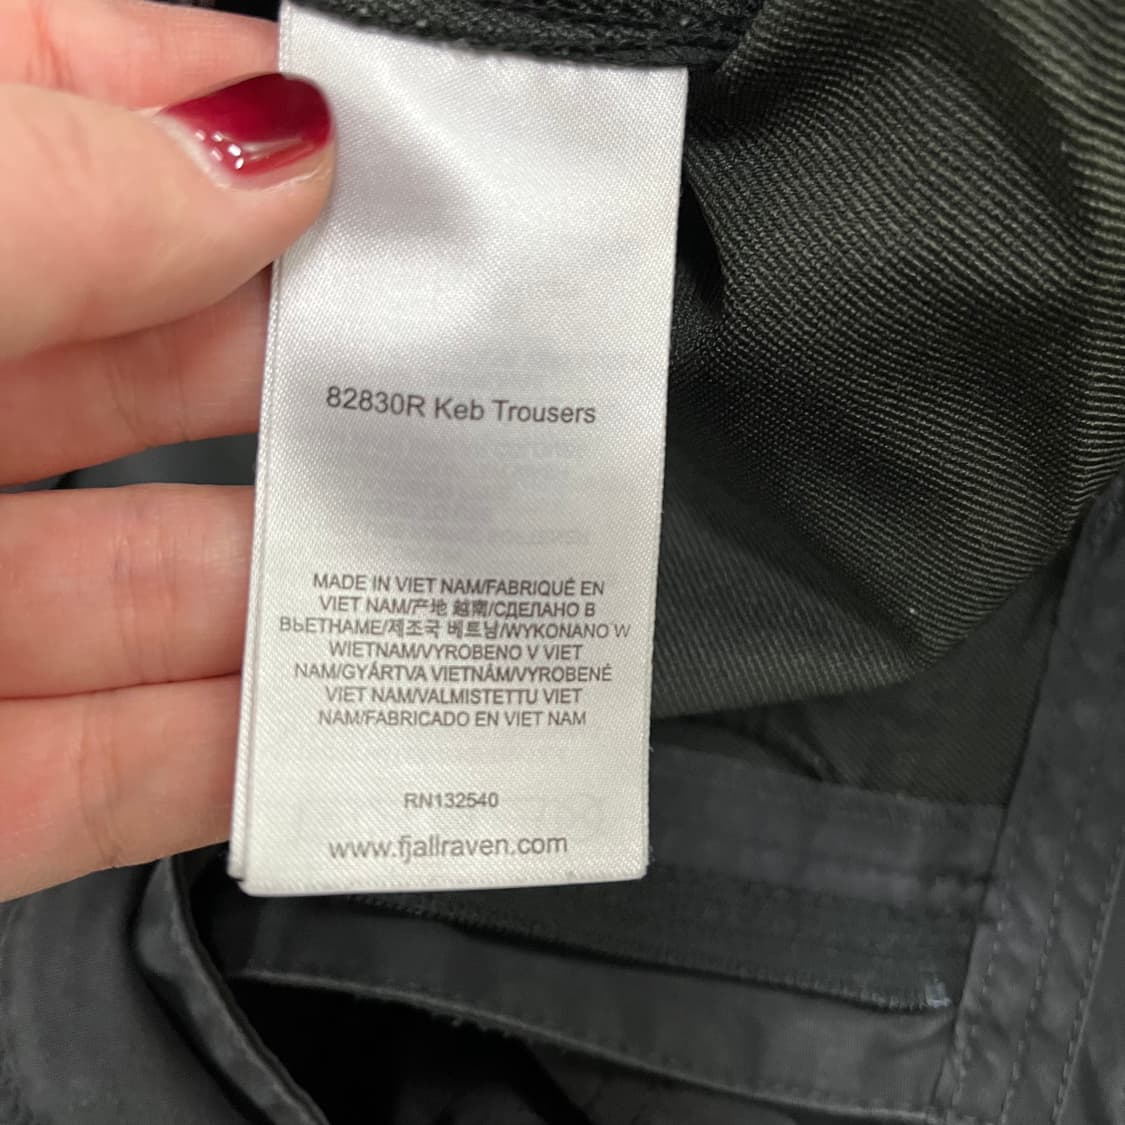 82830R Keb Trousers
MADE IN VIET NAM/FABRIQUÉ EN
VIET NAM/产地 越南/СДЕЛАНО В
ВЬЕТНАМЕ/제조국 베트남/WYKONANO W
WIETNAM/VYROBENO V VIET
NAM/GYÁRTVA VIETNÂM/VYROBENÉ
VIET NAM/VALMISTETTU VIET
NAM/FABRICADO EN VIET NAM
RN132540
www.fjallraven.com